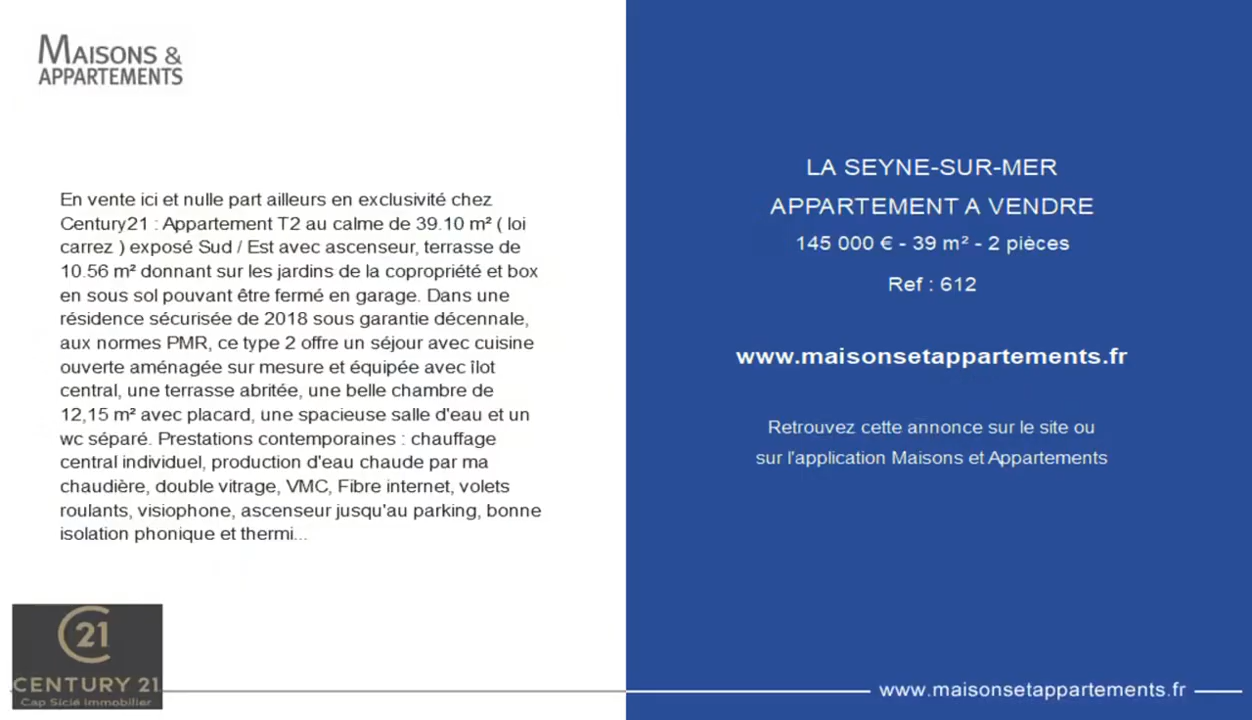 MAISONS &
APPARTEMENTS
En vente ici et nulle part ailleurs en exclusivité chez
Century21 : Appartement T2 au calme de 39.10 m² ( loi
carrez ) exposé Sud / Est avec ascenseur, terrasse de
10.56 m² donnant sur les jardins de la copropriété et box
en sous sol pouvant être fermé en garage. Dans une
résidence sécurisée de 2018 sous garantie décennale,
aux normes PMR, ce type 2 offre un séjour avec cuisine
ouverte aménagée sur mesure et équipée avec îlot
central, une terrasse abritée, une belle chambre de
12,15 m² avec placard, une spacieuse salle d'eau et un
wc séparé. Prestations contemporaines : chauffage
central individuel, production d'eau chaude par ma
chaudière, double vitrage, VMC, Fibre internet, volets
roulants, visiophone, ascenseur jusqu'au parking, bonne
isolation phonique et thermi...
C21
CENTURY 21
Cap Sicié Immobilier
LA SEYNE-SUR-MER
APPARTEMENT A VENDRE
145 000 € - 39 m² - 2 pièces
Ref : 612
www.maisonsetappartements.fr
Retrouvez cette annonce sur le site ou
sur l'application Maisons et Appartements
www.maisonsetappartements.fr